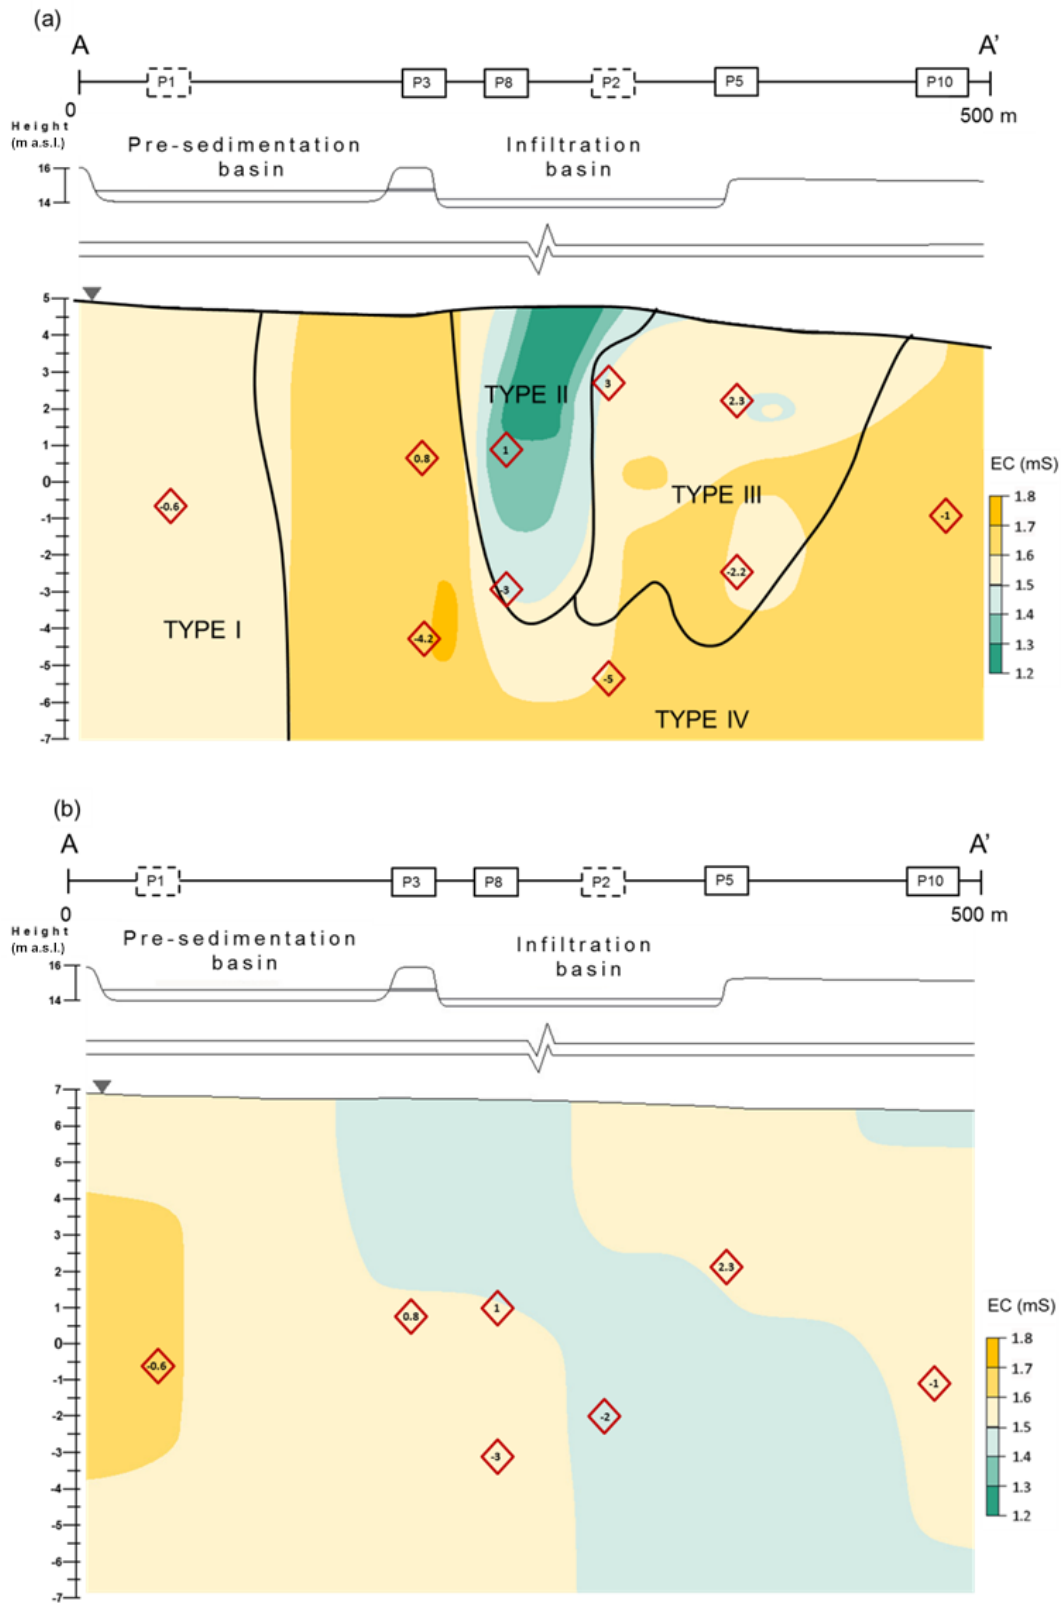 (a)
A A'
P1 P3 P8 P2 P5 P10
0 500 m
Height
(m a.s.l.)
Pre-sedimentation
basin
Infiltration
basin
16
14
5
4
3
2
1
0
-1
-2
-3
-4
-5
-6
-7
TYPE I
TYPE II
TYPE III
TYPE IV
-0.6
0.8
-4.2
1
-3
3
-5
2.3
-2.2
-1
EC (mS)
1.8
1.7
1.6
1.5
1.4
1.3
1.2
(b)
A A'
P1 P3 P8 P2 P5 P10
0 500 m
Height
(m a.s.l.)
Pre-sedimentation
basin
Infiltration
basin
16
14
7
6
5
4
3
2
1
0
-1
-2
-3
-4
-5
-6
-7
-0.6
0.8
1
-3
-2
2.3
-1
EC (mS)
1.8
1.7
1.6
1.5
1.4
1.3
1.2